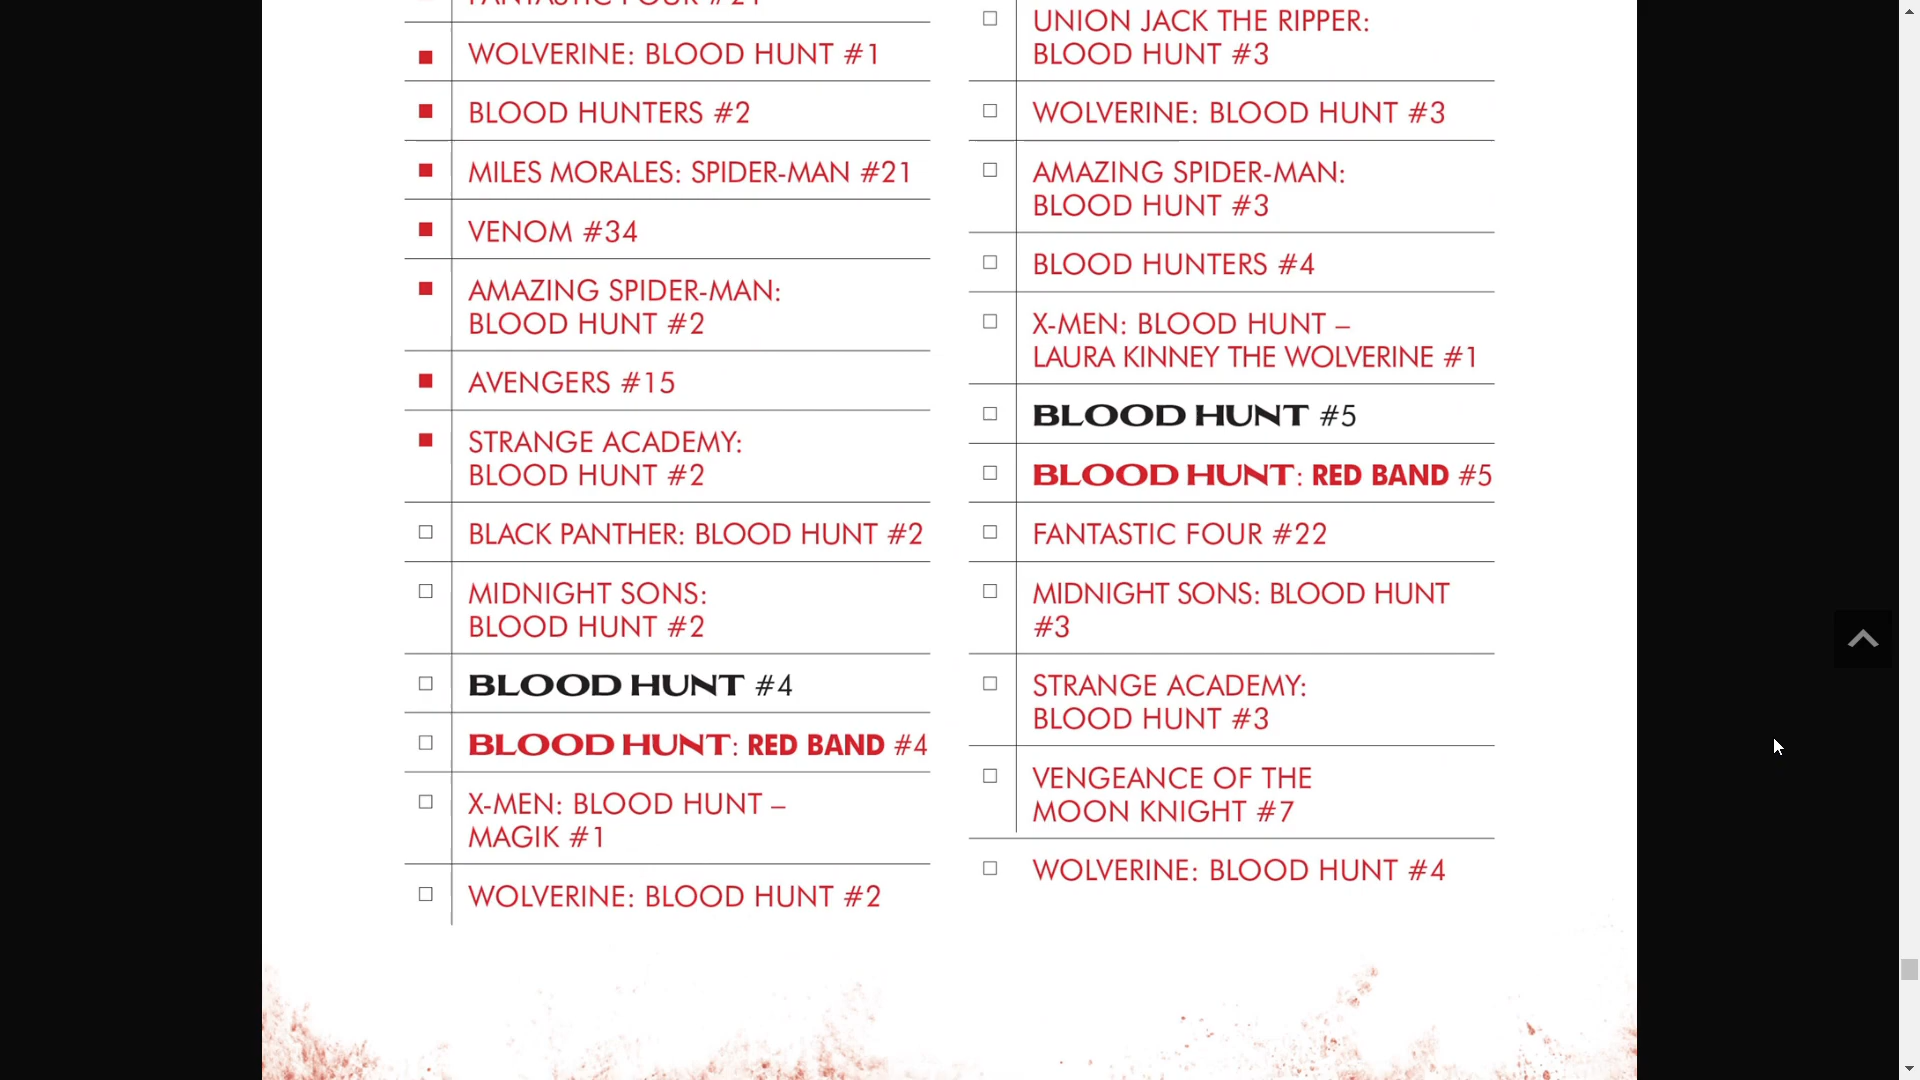 FANTASTIC FOUR #21
WOLVERINE: BLOOD HUNT #1
BLOOD HUNTERS #2
MILES MORALES: SPIDER-MAN #21
VENOM #34
AMAZING SPIDER-MAN:
BLOOD HUNT #2
AVENGERS #15
STRANGE ACADEMY:
BLOOD HUNT #2
BLACK PANTHER: BLOOD HUNT #2
MIDNIGHT SONS:
BLOOD HUNT #2
BLOOD HUNT #4
BLOOD HUNT: RED BAND #4
X-MEN: BLOOD HUNT –
MAGIK #1
WOLVERINE: BLOOD HUNT #2
UNION JACK THE RIPPER:
BLOOD HUNT #3
WOLVERINE: BLOOD HUNT #3
AMAZING SPIDER-MAN:
BLOOD HUNT #3
BLOOD HUNTERS #4
X-MEN: BLOOD HUNT –
LAURA KINNEY THE WOLVERINE #1
BLOOD HUNT #5
BLOOD HUNT: RED BAND #5
FANTASTIC FOUR #22
MIDNIGHT SONS: BLOOD HUNT
#3
STRANGE ACADEMY:
BLOOD HUNT #3
VENGEANCE OF THE
MOON KNIGHT #7
WOLVERINE: BLOOD HUNT #4